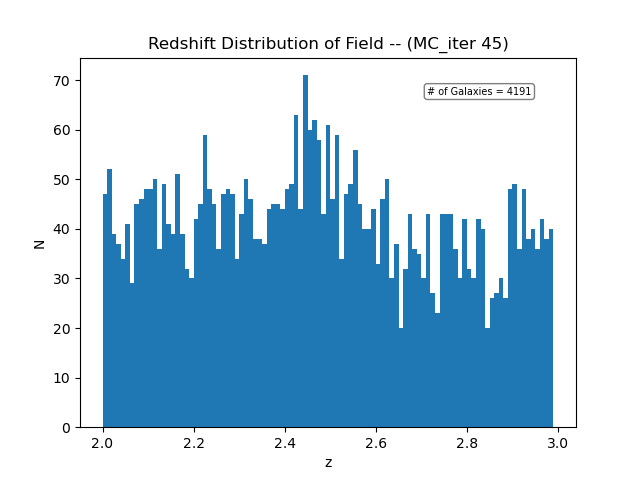 Redshift Distribution of Field -- (MC_iter 45)
# of Galaxies = 4191
N
70
60
50
40
30
20
10
0
2.0 2.2 2.4 2.6 2.8 3.0
z